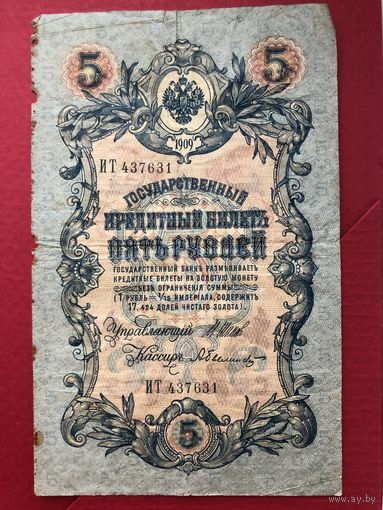 5 5
1909
ИТ 437631
ГОСУДАРСТВЕННЫЙ
КРЕДИТНЫЙ БИЛЕТЪ
ПЯТЬ РУБЛЕЙ
ГОСУДАРСТВЕННЫЙ БАНКЪ РАЗМѢНИВАЕТЪ
КРЕДИТНЫЕ БИЛЕТЫ НА ЗОЛОТУЮ МОНЕТУ
БЕЗЪ ОГРАНИЧЕНІЯ СУММЫ
(1 РУБЛЬ = 1/15 ИМПЕРІАЛА, СОДЕРЖИТЪ
17,424 ДОЛЕЙ ЧИСТАГО ЗОЛОТА).
Управляющій
Кассиръ
ИТ 437631
5
www.ay.by